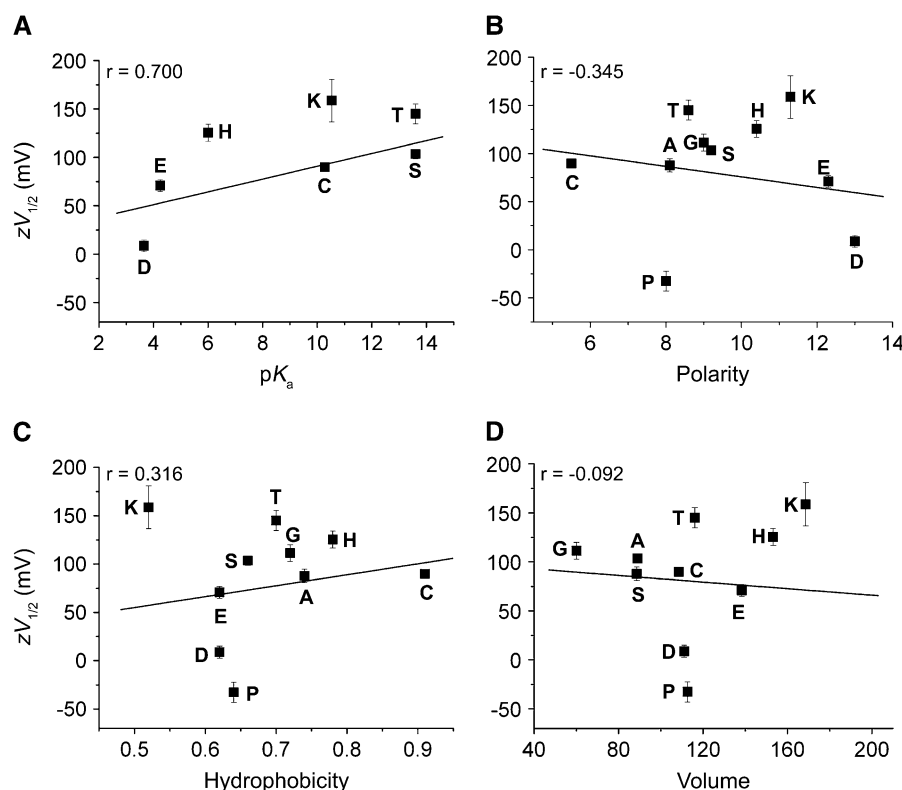 A
r = 0.700
zV1/2 (mV)
200
150
100
50
0
-50
K
T
H
E
C
S
D
2 4 6 8 10 12 14
pKa
B
r = -0.345
200
150
100
50
0
-50
K
T
H
A G S
C
E
D
P
6 8 10 12 14
Polarity
C
r = 0.316
zV1/2 (mV)
200
150
100
50
0
-50
K
T
G H
S
A C
E
D
P
0.5 0.6 0.7 0.8 0.9
Hydrophobicity
D
r = -0.092
200
150
100
50
0
-50
K
T
H
G A
C
S
E
D
P
40 80 120 160 200
Volume